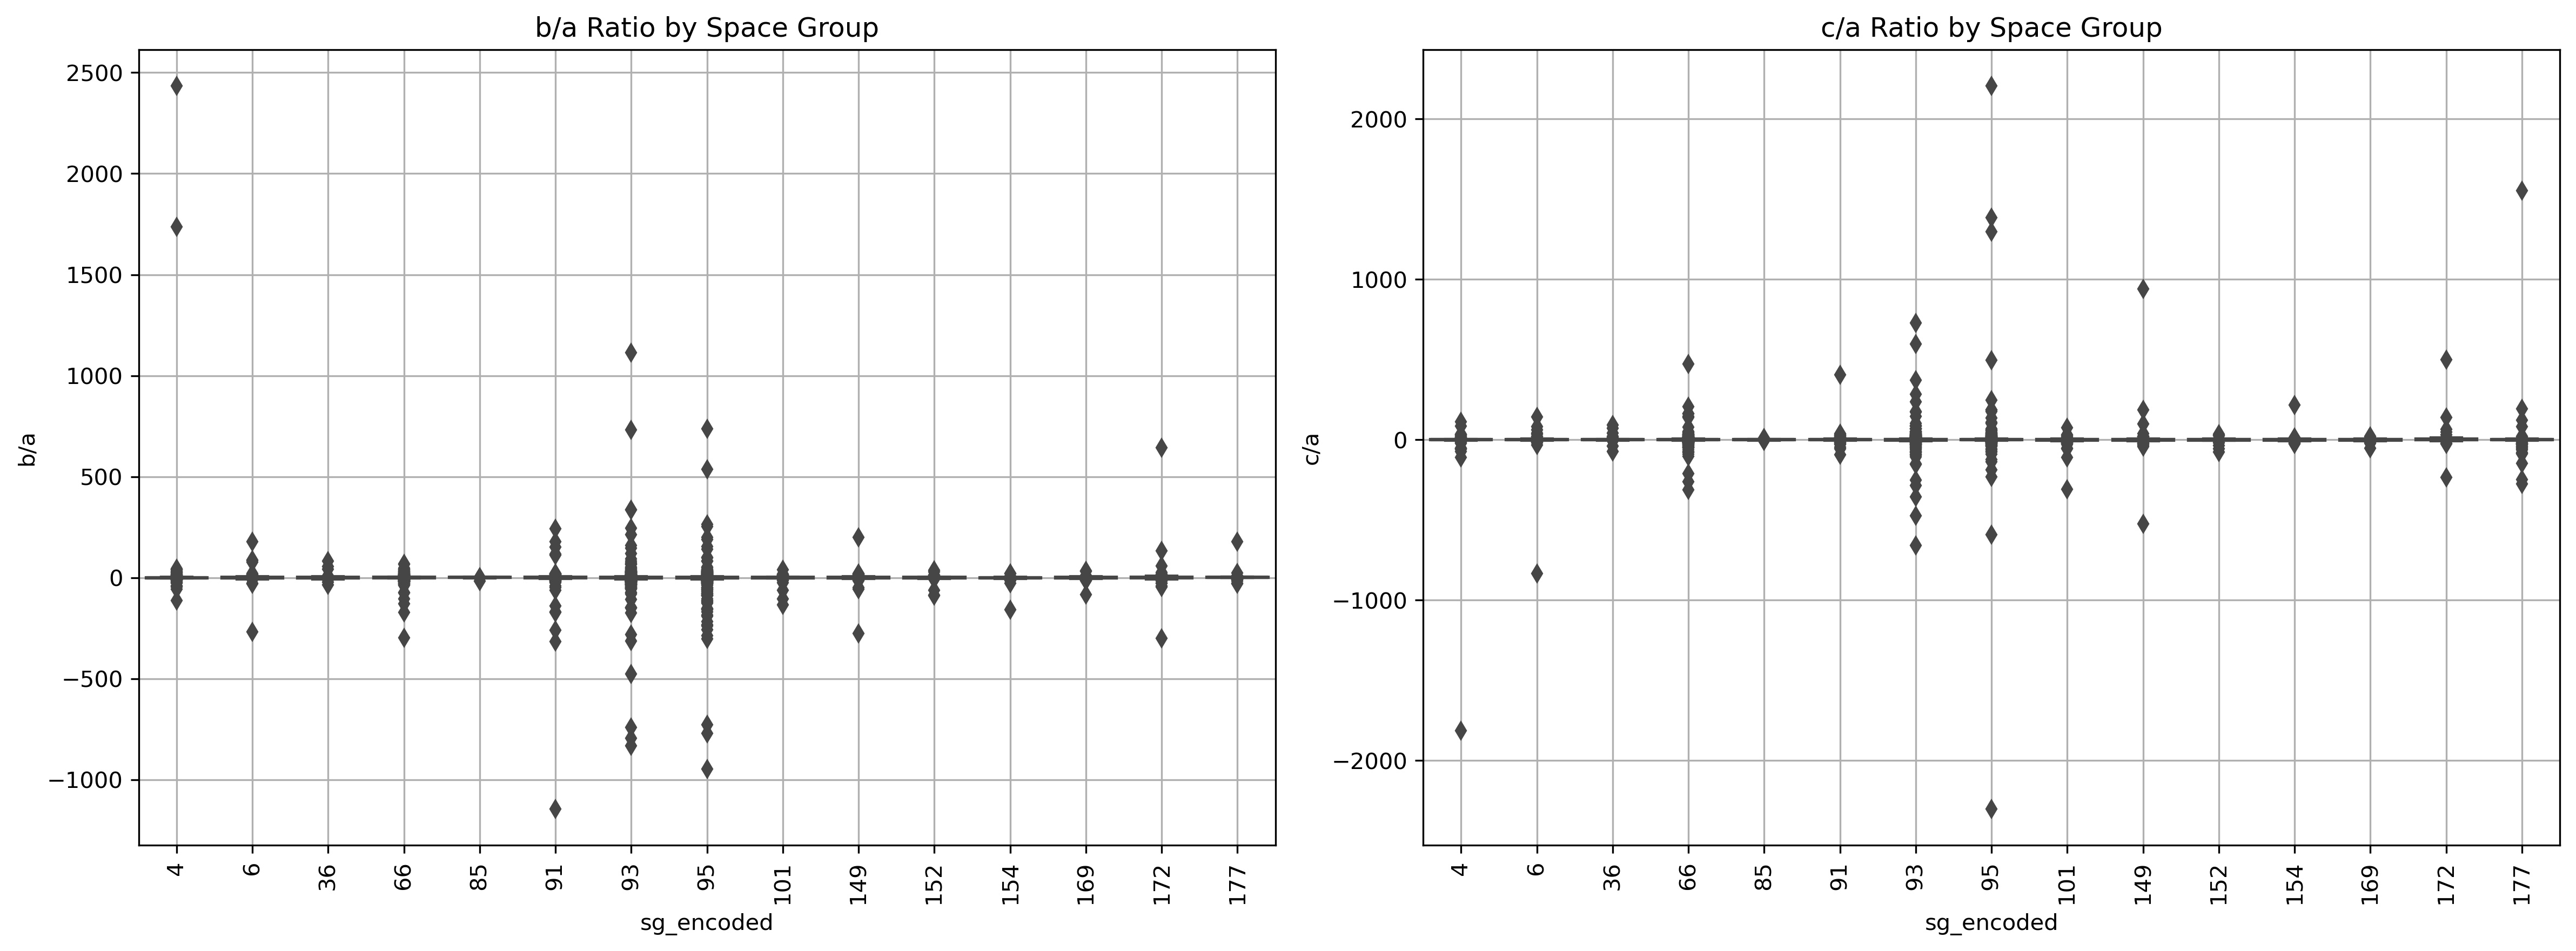 b/a Ratio by Space Group
2500
2000
1500
1000
500
0
−500
−1000
b/a
4 6 36 66 85 91 93 95 101 149 152 154 169 172 177
sg_encoded
c/a Ratio by Space Group
2000
1000
0
−1000
−2000
c/a
4 6 36 66 85 91 93 95 101 149 152 154 169 172 177
sg_encoded